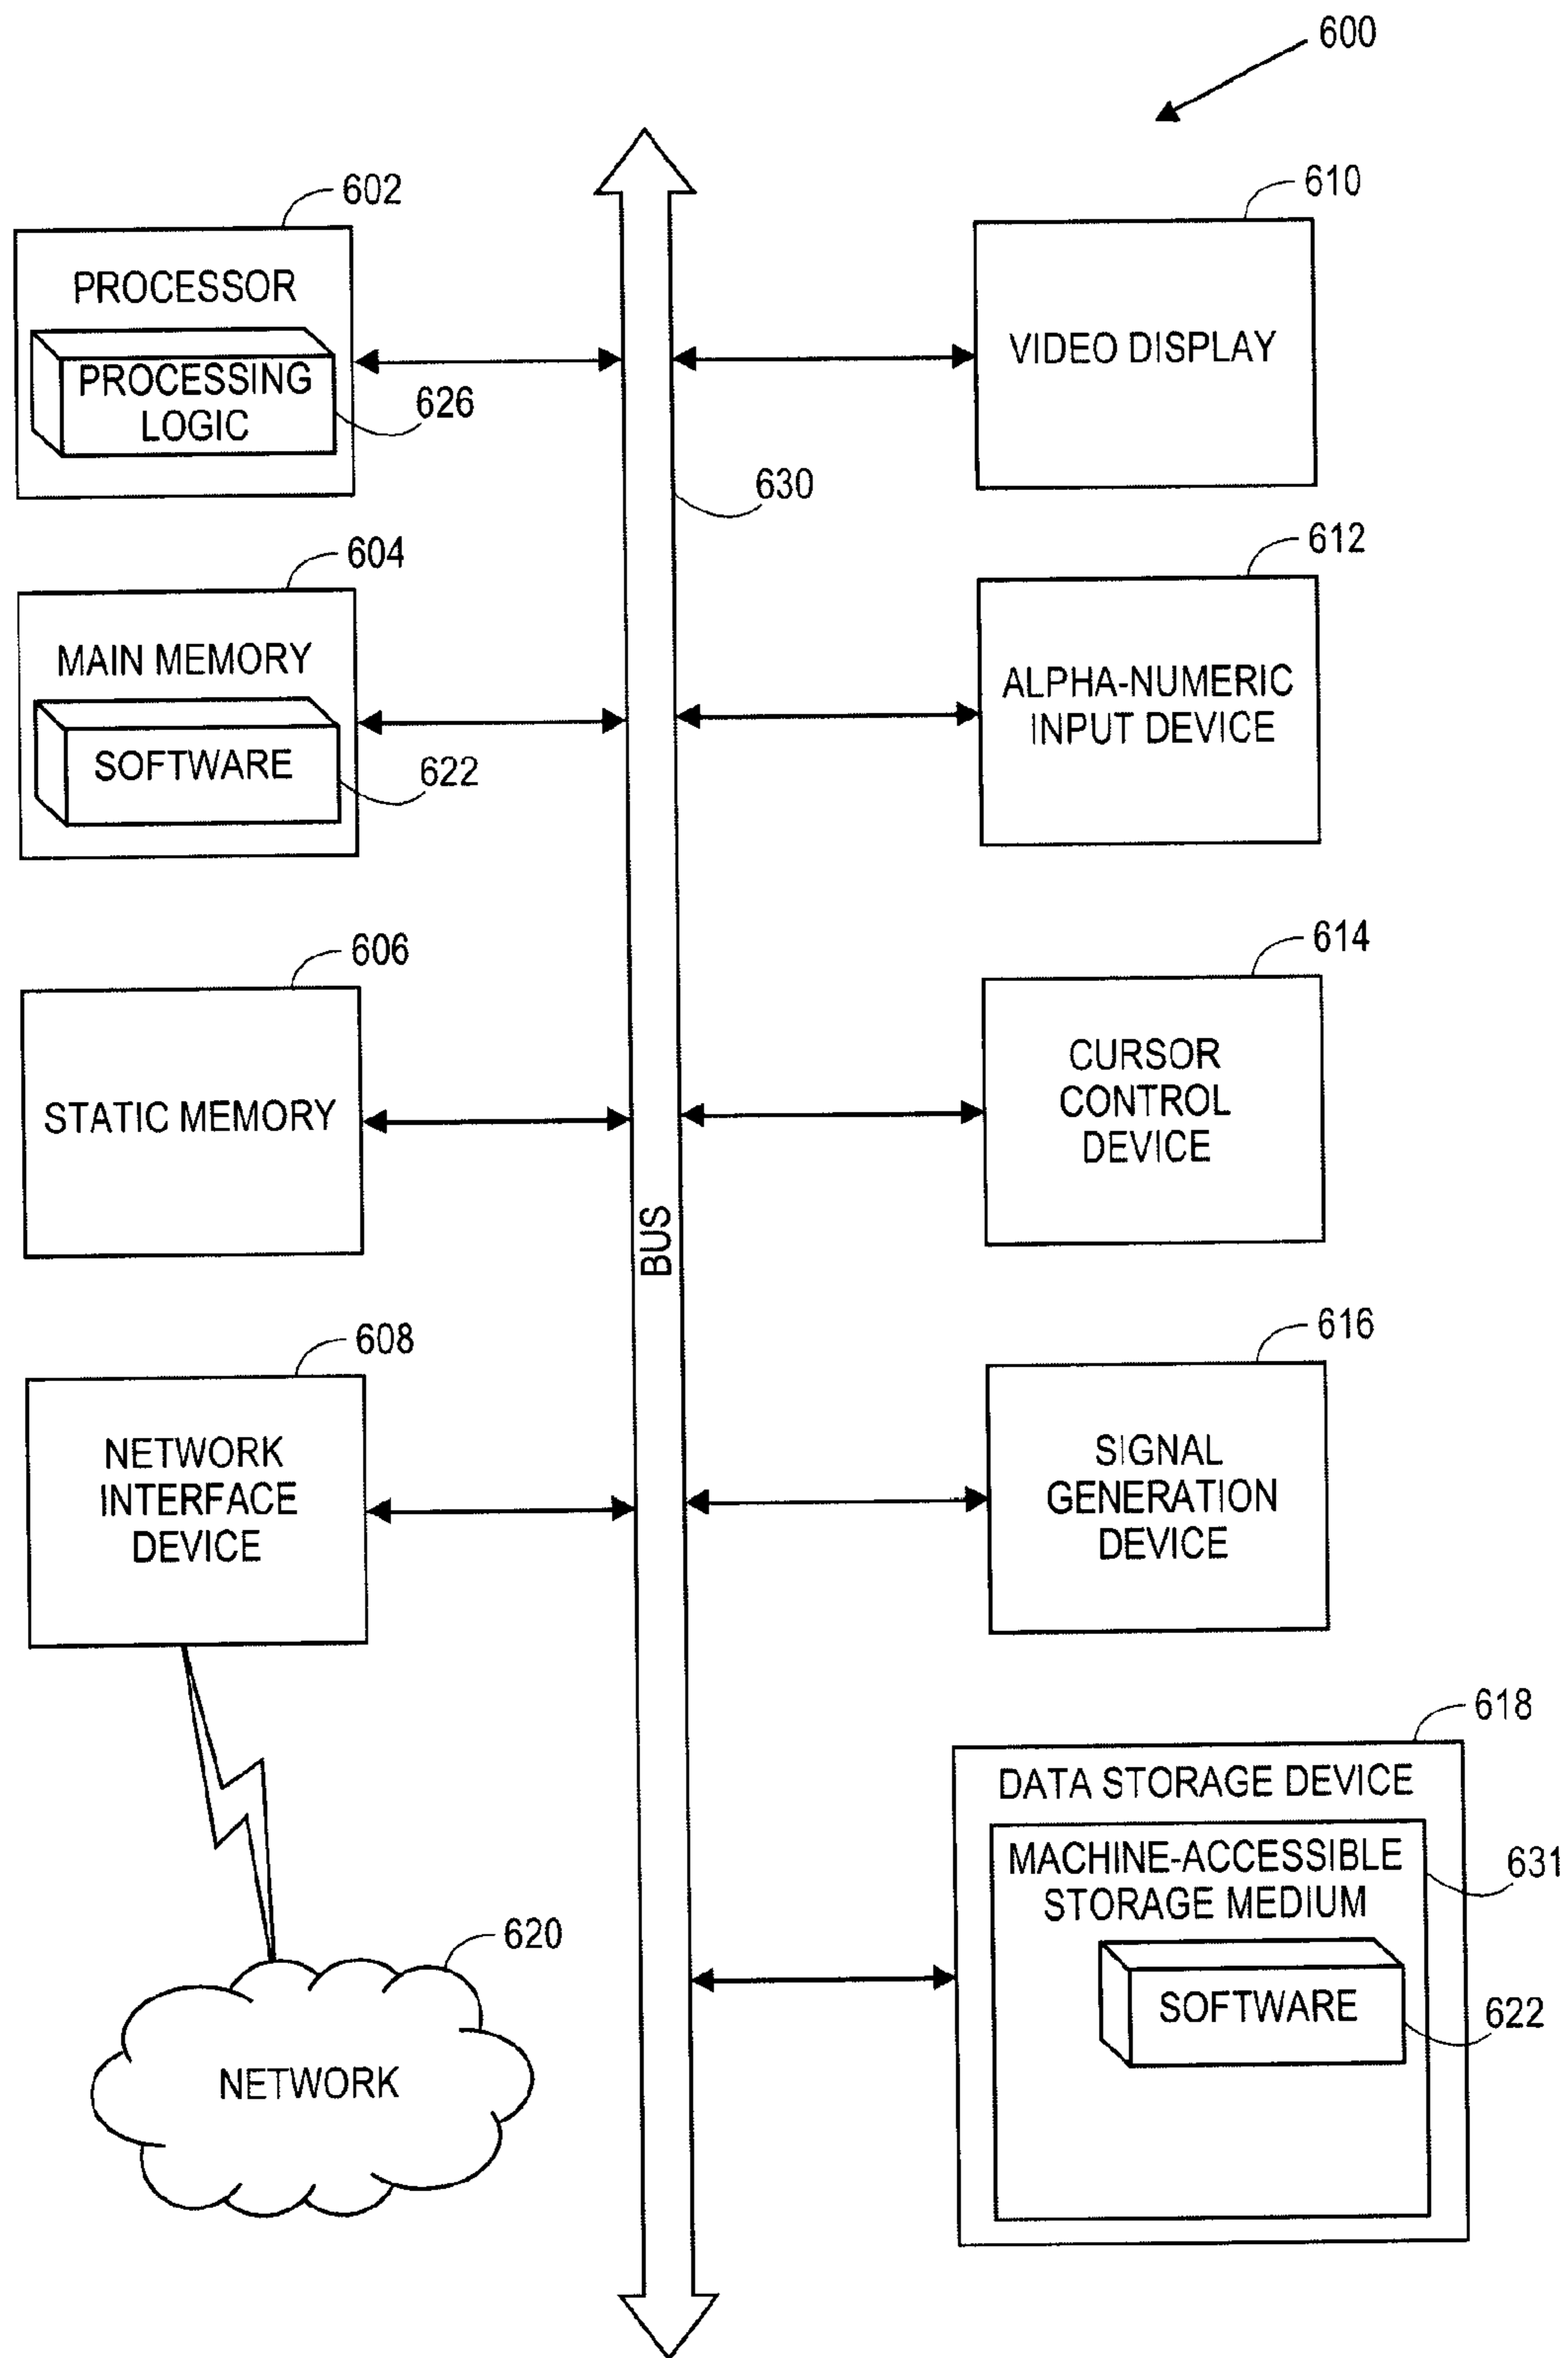 600
602
PROCESSOR
PROCESSING
LOGIC
626
604
MAIN MEMORY
SOFTWARE
622
606
STATIC MEMORY
608
NETWORK
INTERFACE
DEVICE
620
NETWORK
630
BUS
610
VIDEO DISPLAY
612
ALPHA-NUMERIC
INPUT DEVICE
614
CURSOR
CONTROL
DEVICE
616
SIGNAL
GENERATION
DEVICE
618
DATA STORAGE DEVICE
MACHINE-ACCESSIBLE
STORAGE MEDIUM
631
SOFTWARE
622